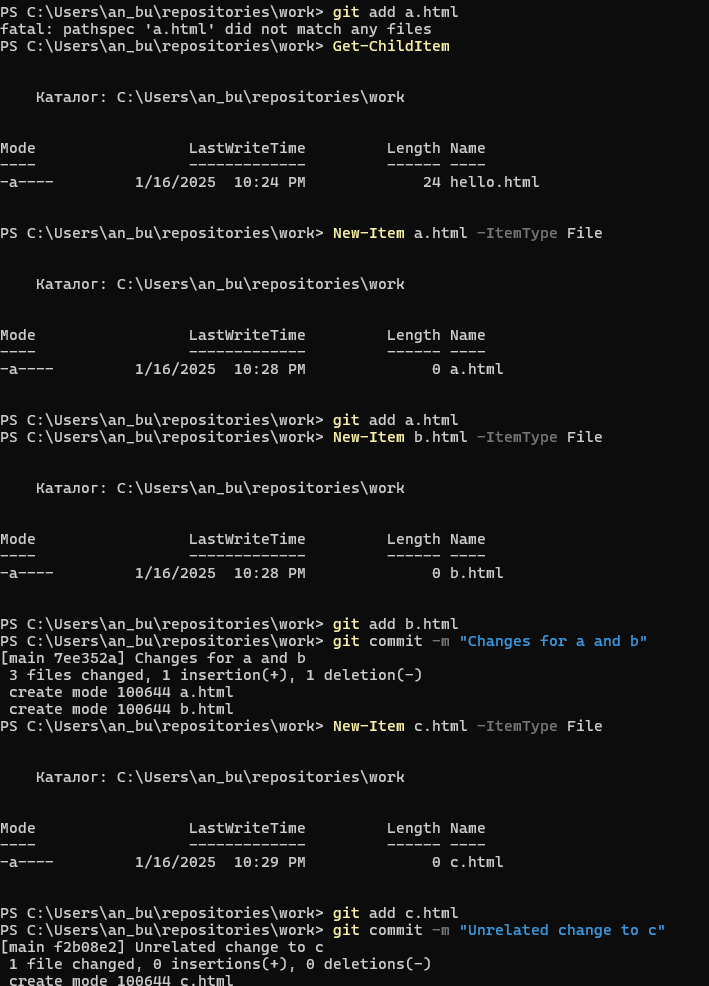 PS C:\Users\an_bu\repositories\work> git add a.html
fatal: pathspec 'a.html' did not match any files
PS C:\Users\an_bu\repositories\work> Get-ChildItem
    Каталог: C:\Users\an_bu\repositories\work
Mode                 LastWriteTime         Length Name
----                 -------------         ------ ----
-a----         1/16/2025  10:24 PM             24 hello.html
PS C:\Users\an_bu\repositories\work> New-Item a.html -ItemType File
    Каталог: C:\Users\an_bu\repositories\work
Mode                 LastWriteTime         Length Name
----                 -------------         ------ ----
-a----         1/16/2025  10:28 PM              0 a.html
PS C:\Users\an_bu\repositories\work> git add a.html
PS C:\Users\an_bu\repositories\work> New-Item b.html -ItemType File
    Каталог: C:\Users\an_bu\repositories\work
Mode                 LastWriteTime         Length Name
----                 -------------         ------ ----
-a----         1/16/2025  10:28 PM              0 b.html
PS C:\Users\an_bu\repositories\work> git add b.html
PS C:\Users\an_bu\repositories\work> git commit -m "Changes for a and b"
[main 7ee352a] Changes for a and b
 3 files changed, 1 insertion(+), 1 deletion(-)
 create mode 100644 a.html
 create mode 100644 b.html
PS C:\Users\an_bu\repositories\work> New-Item c.html -ItemType File
    Каталог: C:\Users\an_bu\repositories\work
Mode                 LastWriteTime         Length Name
----                 -------------         ------ ----
-a----         1/16/2025  10:29 PM              0 c.html
PS C:\Users\an_bu\repositories\work> git add c.html
PS C:\Users\an_bu\repositories\work> git commit -m "Unrelated change to c"
[main f2b08e2] Unrelated change to c
 1 file changed, 0 insertions(+), 0 deletions(-)
 create mode 100644 c.html